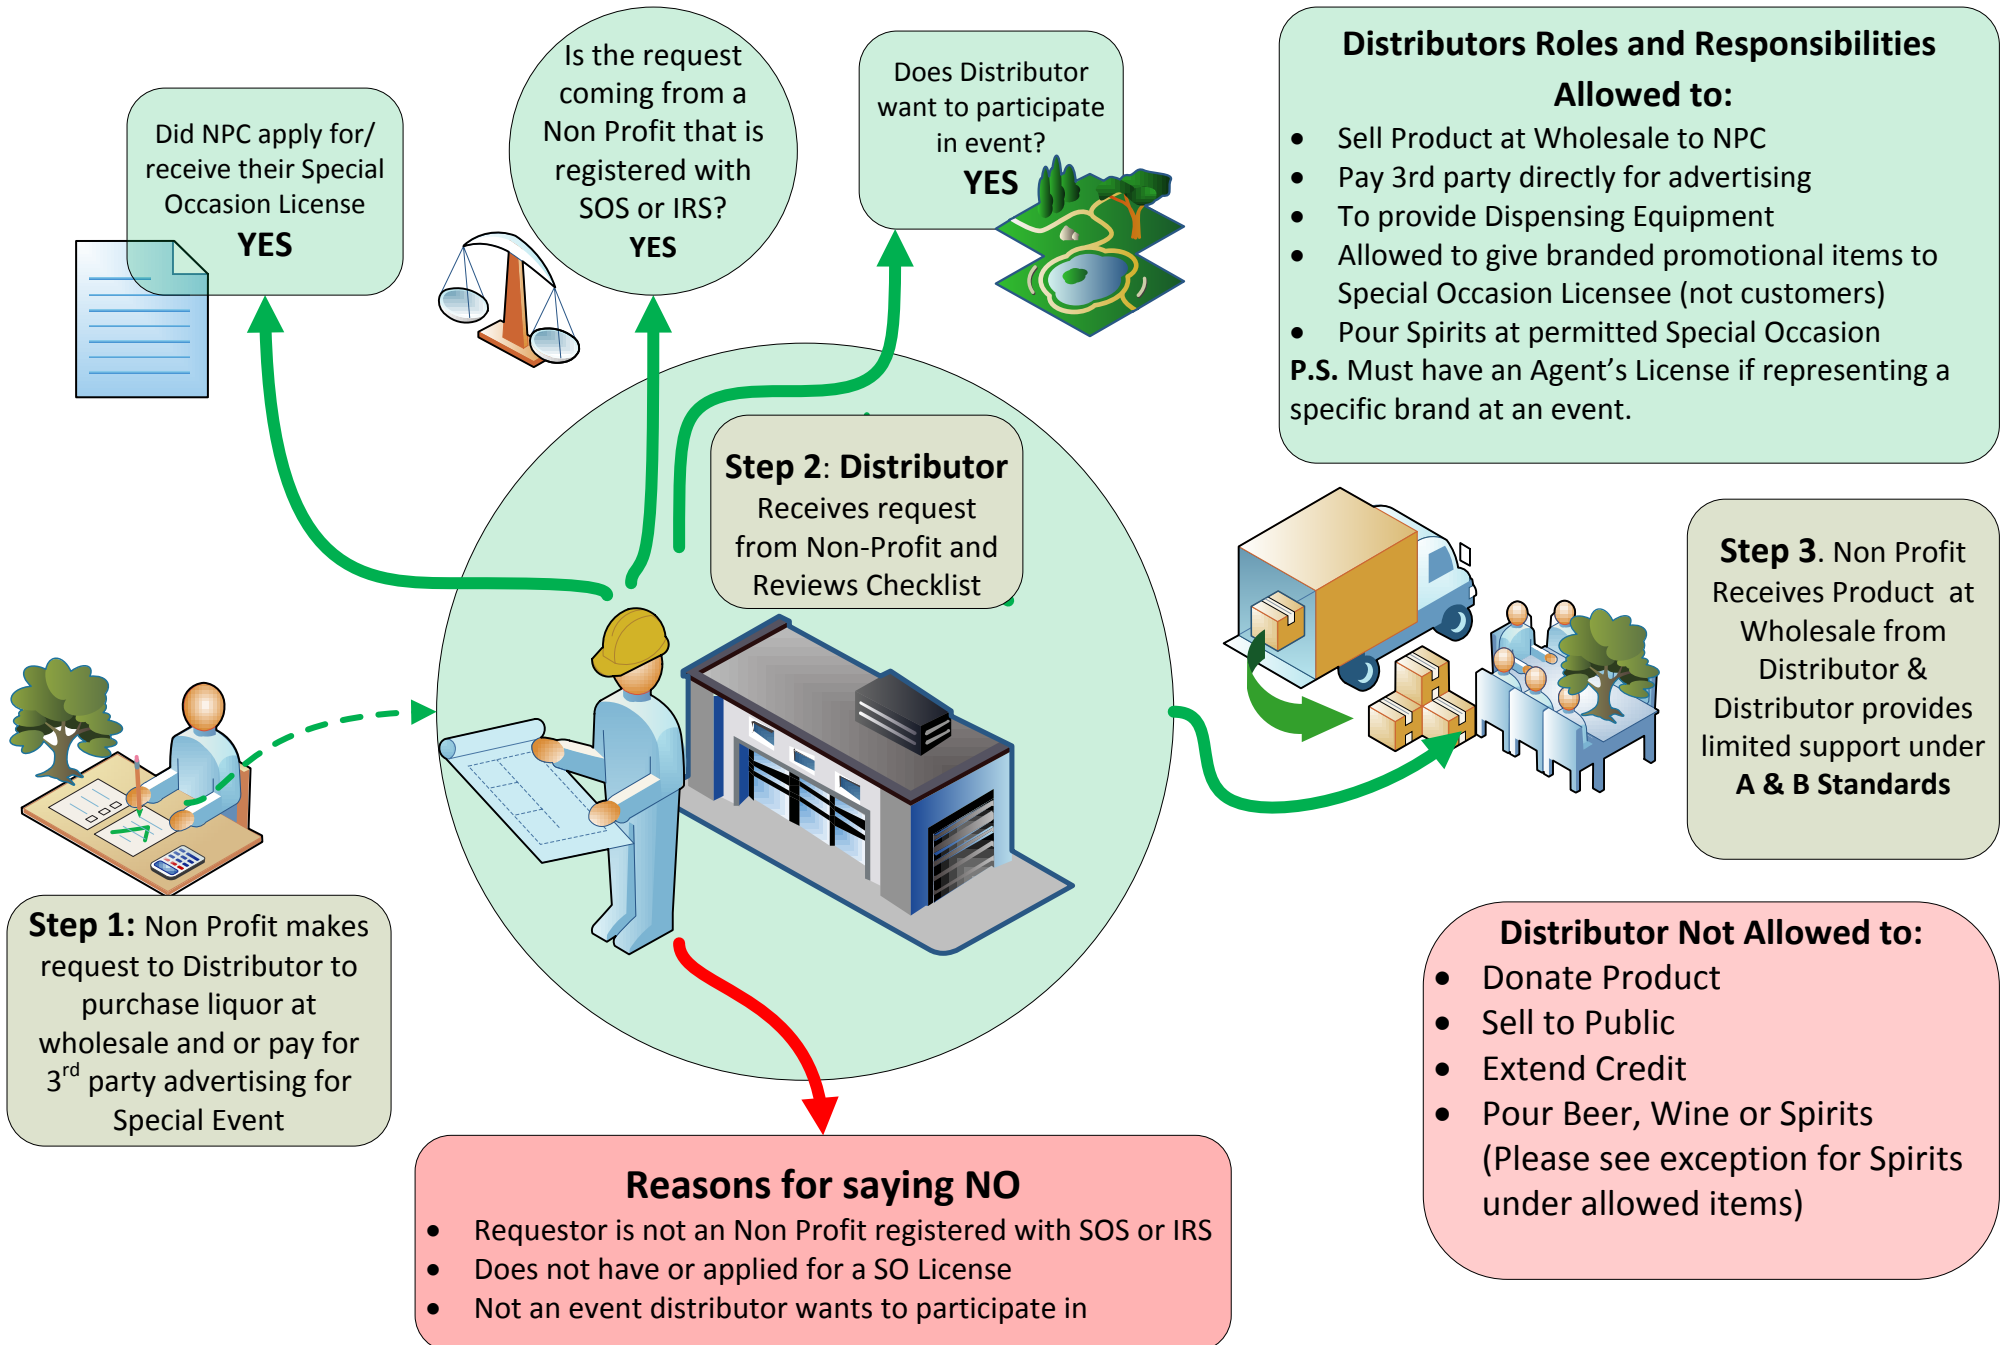 Did NPC apply for/
receive their Special
Occasion License
YES
Is the request
coming from a
Non Profit that is
registered with
SOS or IRS?
YES
Does Distributor
want to participate
in event?
YES
Distributors Roles and Responsibilities
Allowed to:
• Sell Product at Wholesale to NPC
• Pay 3rd party directly for advertising
• To provide Dispensing Equipment
• Allowed to give branded promotional items to
Special Occasion Licensee (not customers)
• Pour Spirits at permitted Special Occasion
P.S. Must have an Agent’s License if representing a
specific brand at an event.
Step 2: Distributor
Receives request
from Non-Profit and
Reviews Checklist
Step 3. Non Profit
Receives Product at
Wholesale from
Distributor &
Distributor provides
limited support under
A & B Standards
Step 1: Non Profit makes
request to Distributor to
purchase liquor at
wholesale and or pay for
3rd party advertising for
Special Event
Distributor Not Allowed to:
• Donate Product
• Sell to Public
• Extend Credit
• Pour Beer, Wine or Spirits
(Please see exception for Spirits
under allowed items)
Reasons for saying NO
• Requestor is not an Non Profit registered with SOS or IRS
• Does not have or applied for a SO License
• Not an event distributor wants to participate in